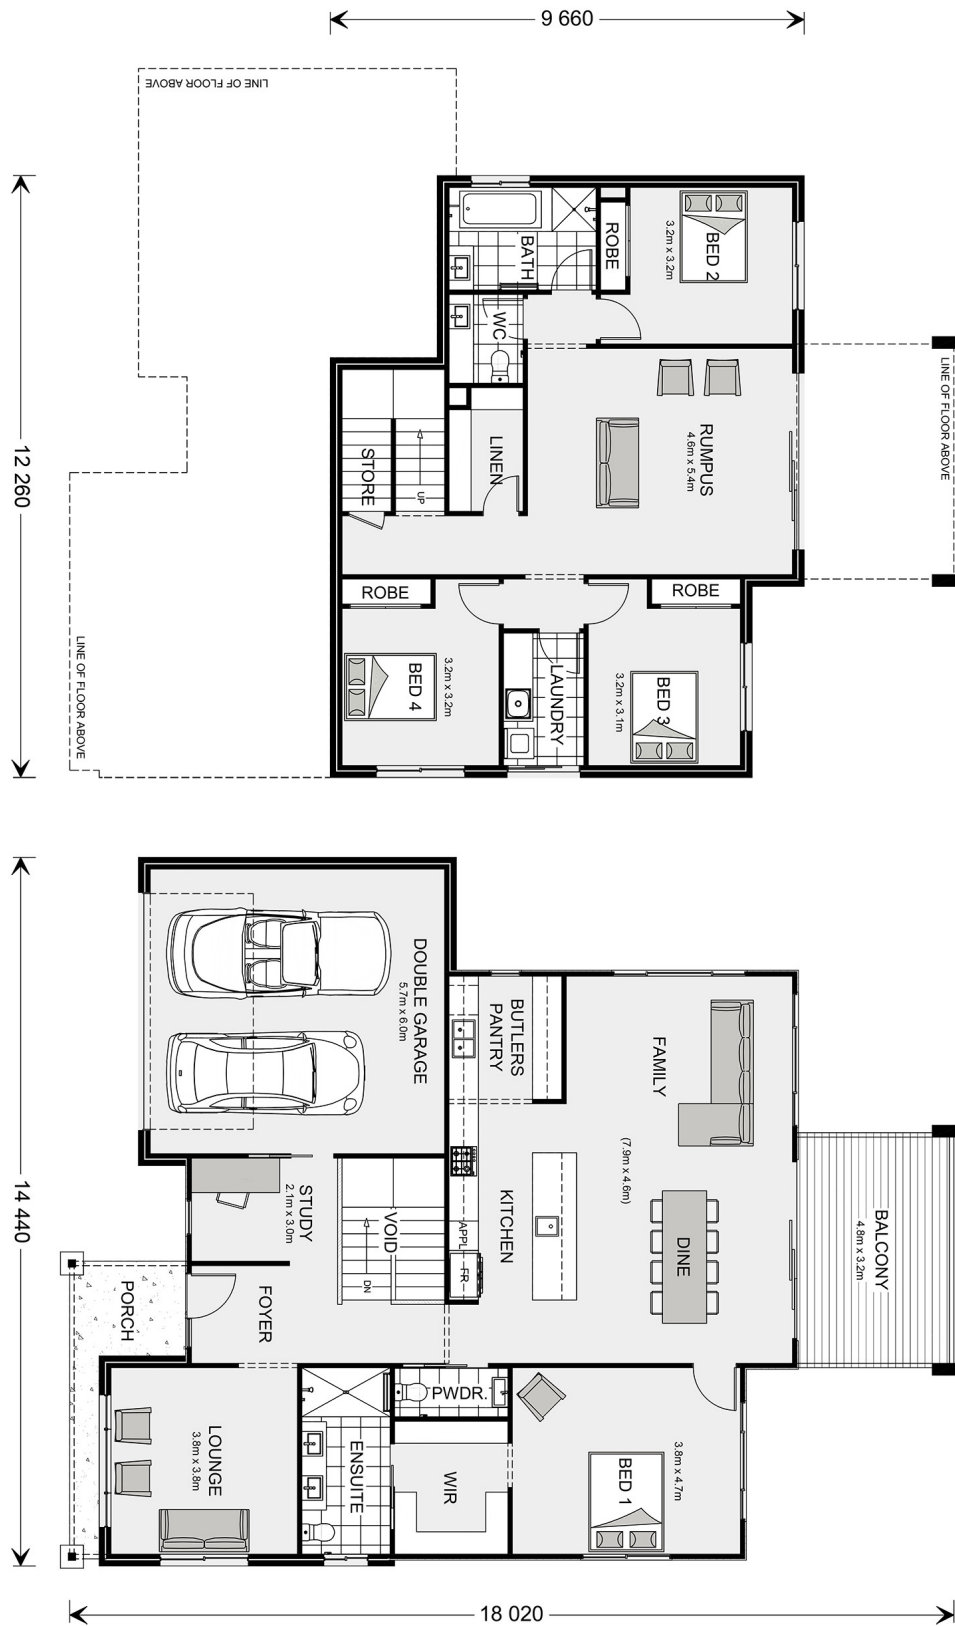 9 660
LINE OF FLOOR ABOVE
12 260
BATH
ROBE
BED 2
3.2m x 3.2m
WC
LINE OF FLOOR ABOVE
RUMPUS
4.6m x 5.4m
LINEN
STORE
UP
ROBE
ROBE
BED 4
3.2m x 3.2m
LAUNDRY
BED 3
3.2m x 3.1m
LINE OF FLOOR ABOVE
14 440
DOUBLE GARAGE
5.7m x 6.0m
BUTLERS
PANTRY
FAMILY
(7.9m x 4.6m)
KITCHEN
DINE
BALCONY
4.8m x 3.2m
STUDY
2.1m x 3.0m
VOID
DN
APPL
FR
FOYER
PORCH
PWDR.
LOUNGE
3.8m x 3.8m
ENSUITE
WIR
BED 1
3.8m x 4.7m
18 020